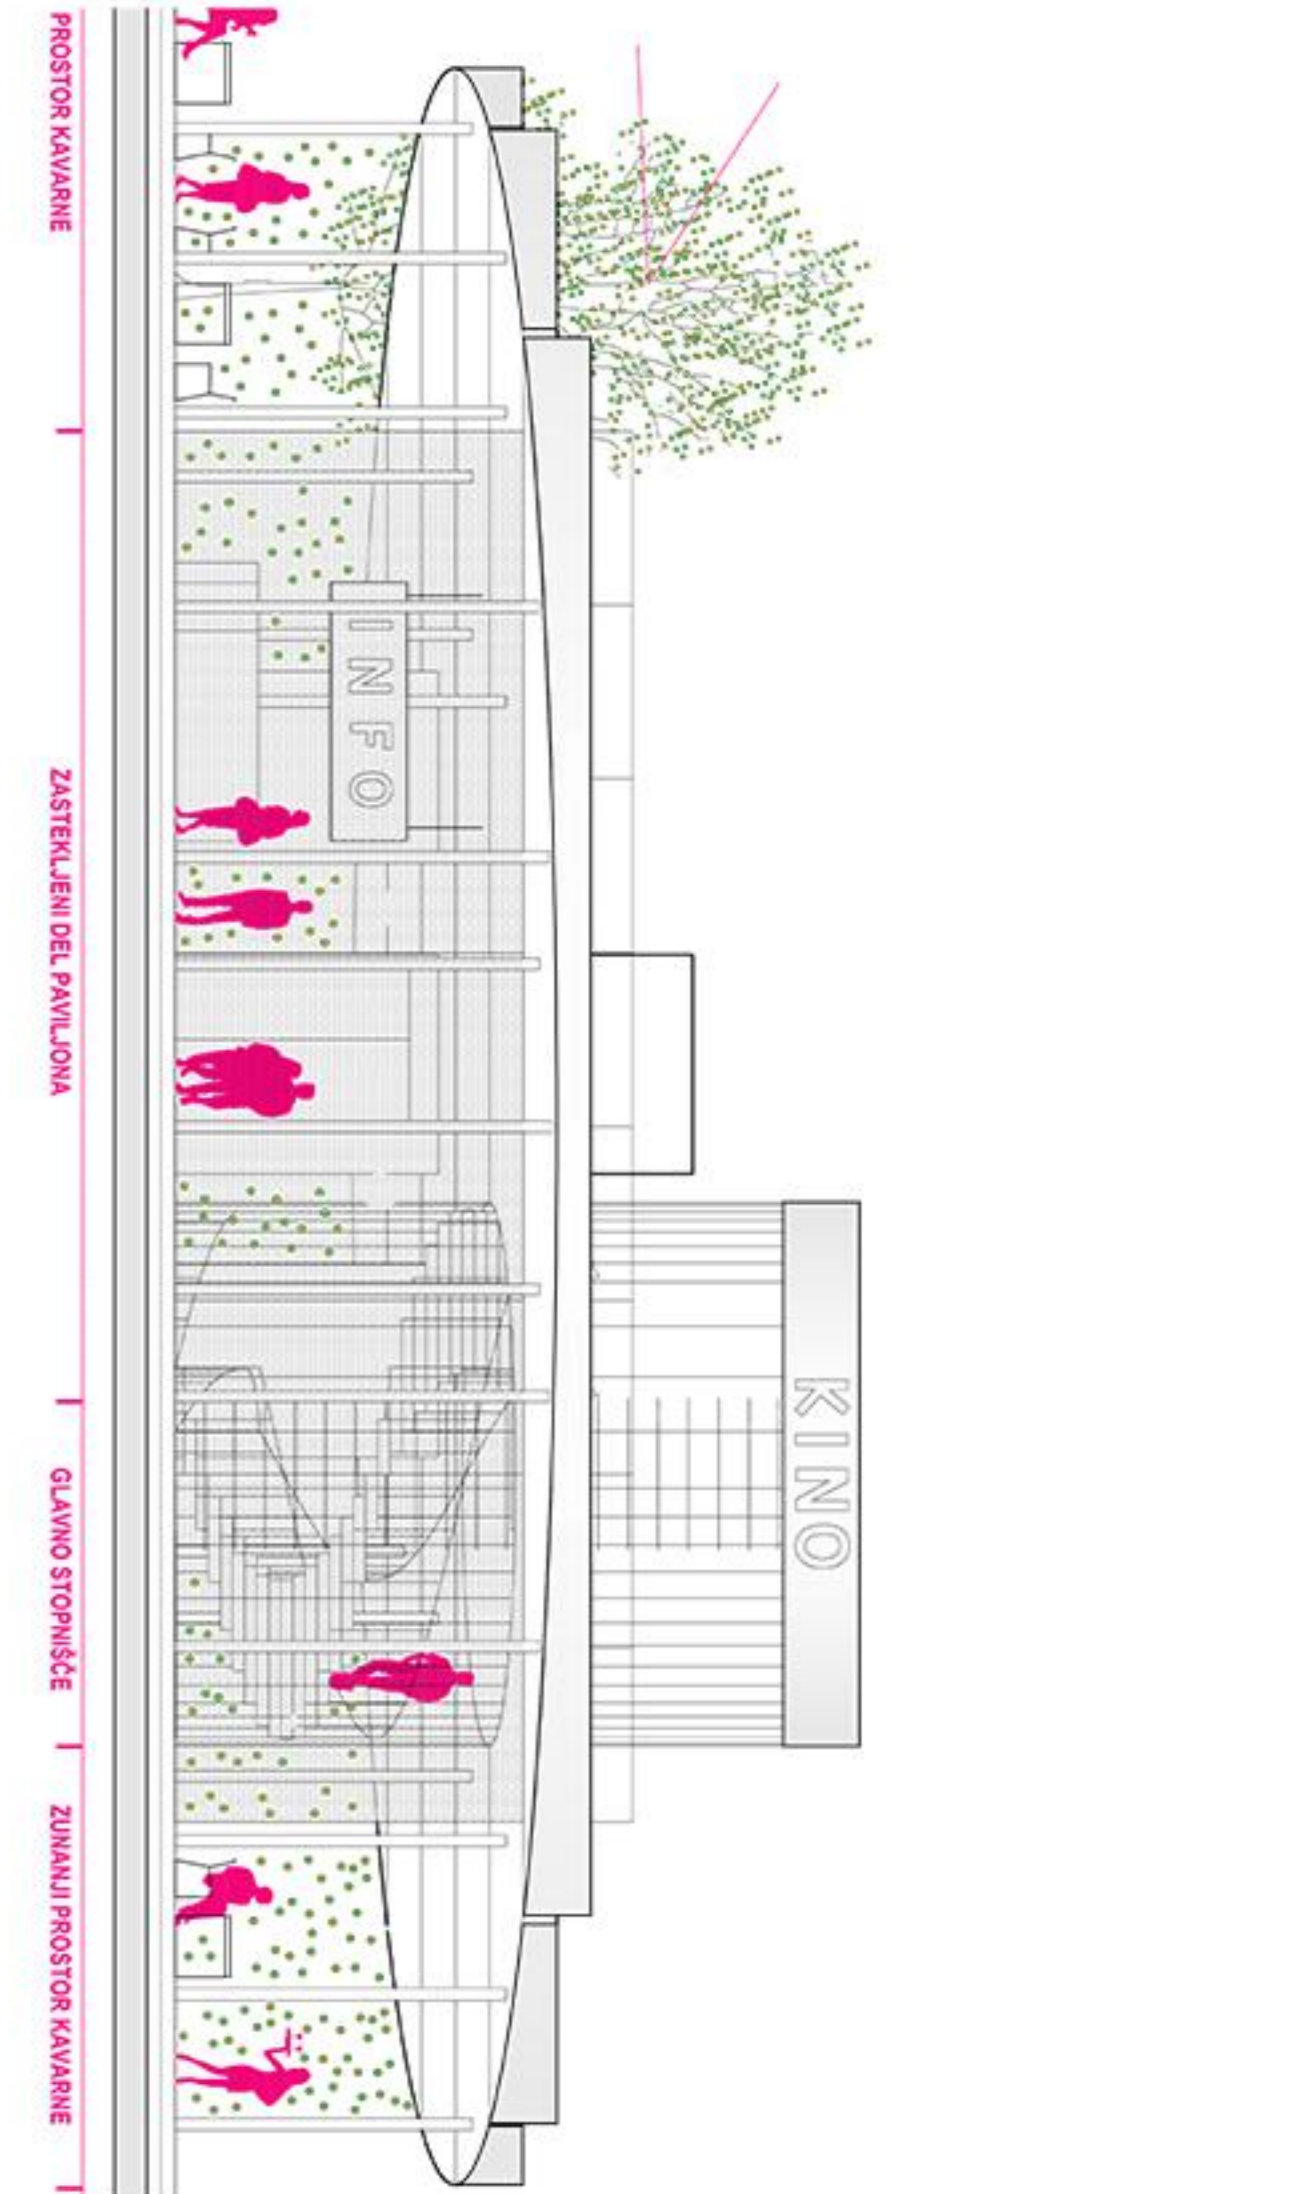 PROSTOR KAVARNE
ZASTEKLJENI DEL PAVILJONA
GLAVNO STOPNIŠČE
ZUNANJI PROSTOR KAVARNE
INFO
KINO